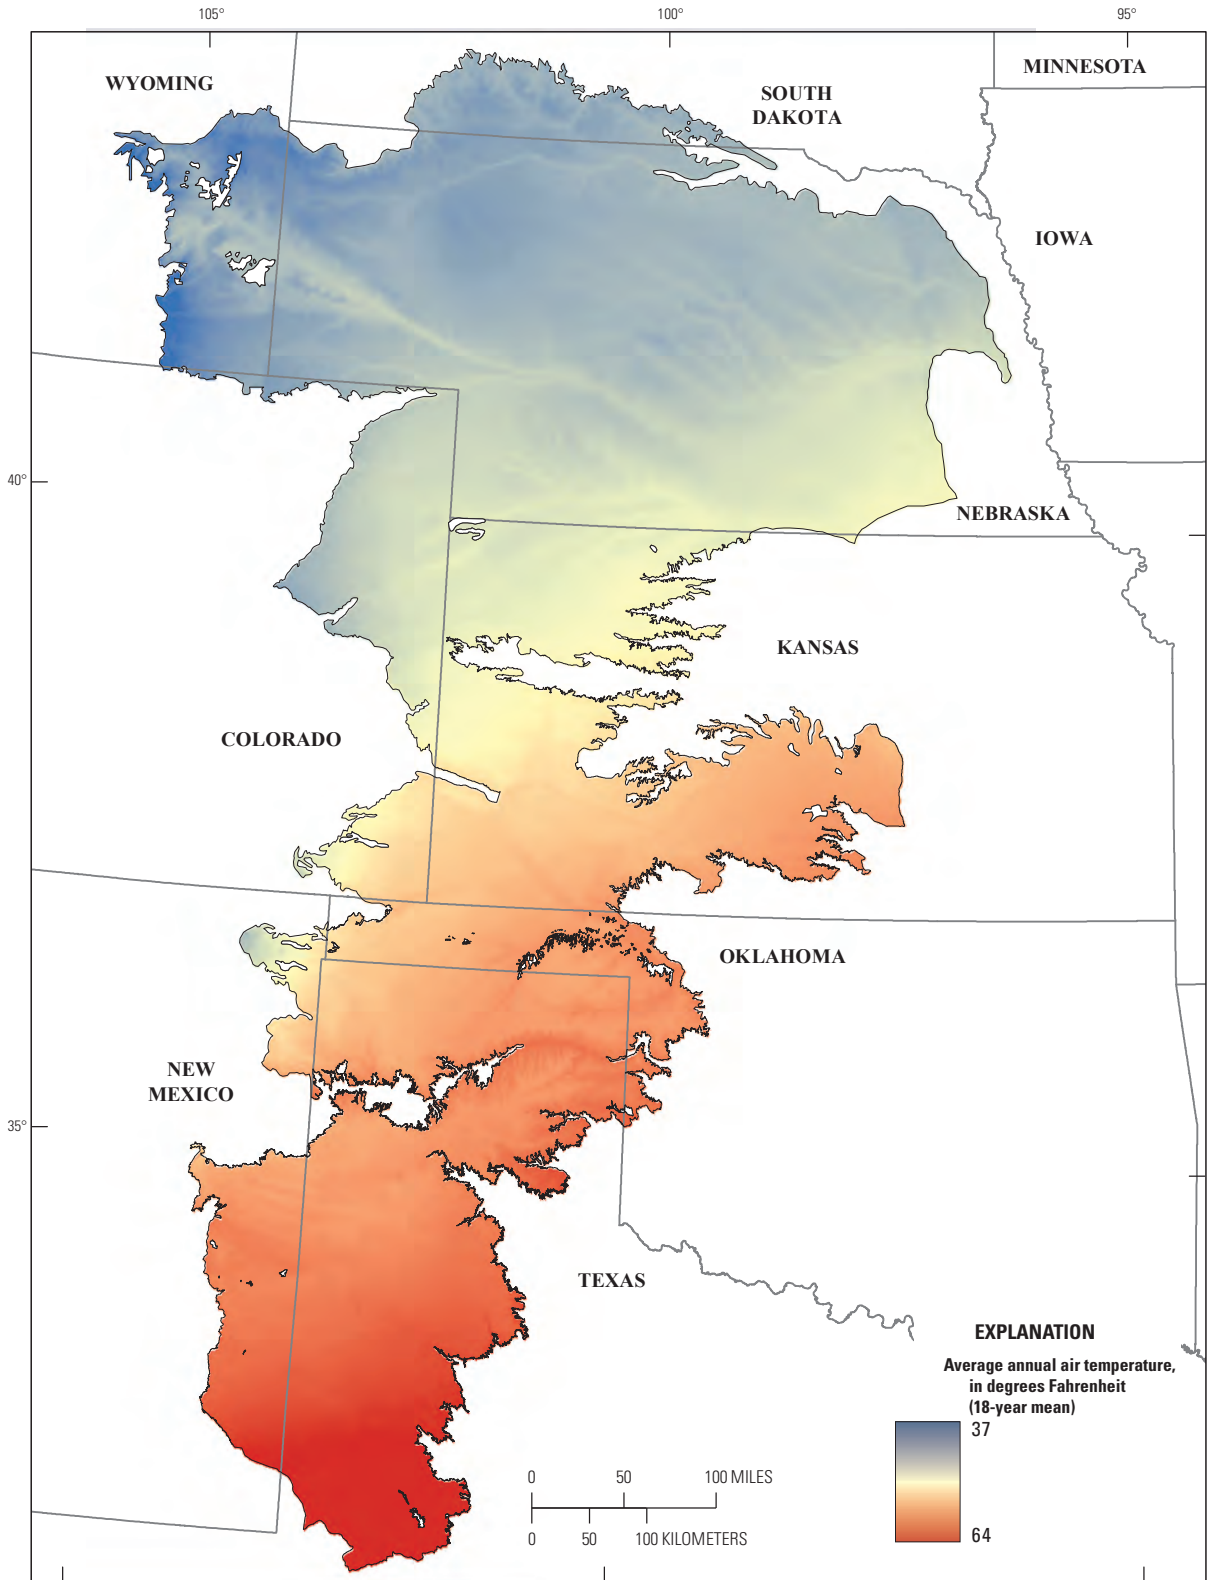 105°
100°
95°
WYOMING
MINNESOTA
SOUTH
DAKOTA
IOWA
40°
NEBRASKA
KANSAS
COLORADO
OKLAHOMA
NEW
MEXICO
35°
TEXAS
EXPLANATION
Average annual air temperature,
in degrees Fahrenheit
(18-year mean)
37
64
0 50 100 MILES
0 50 100 KILOMETERS